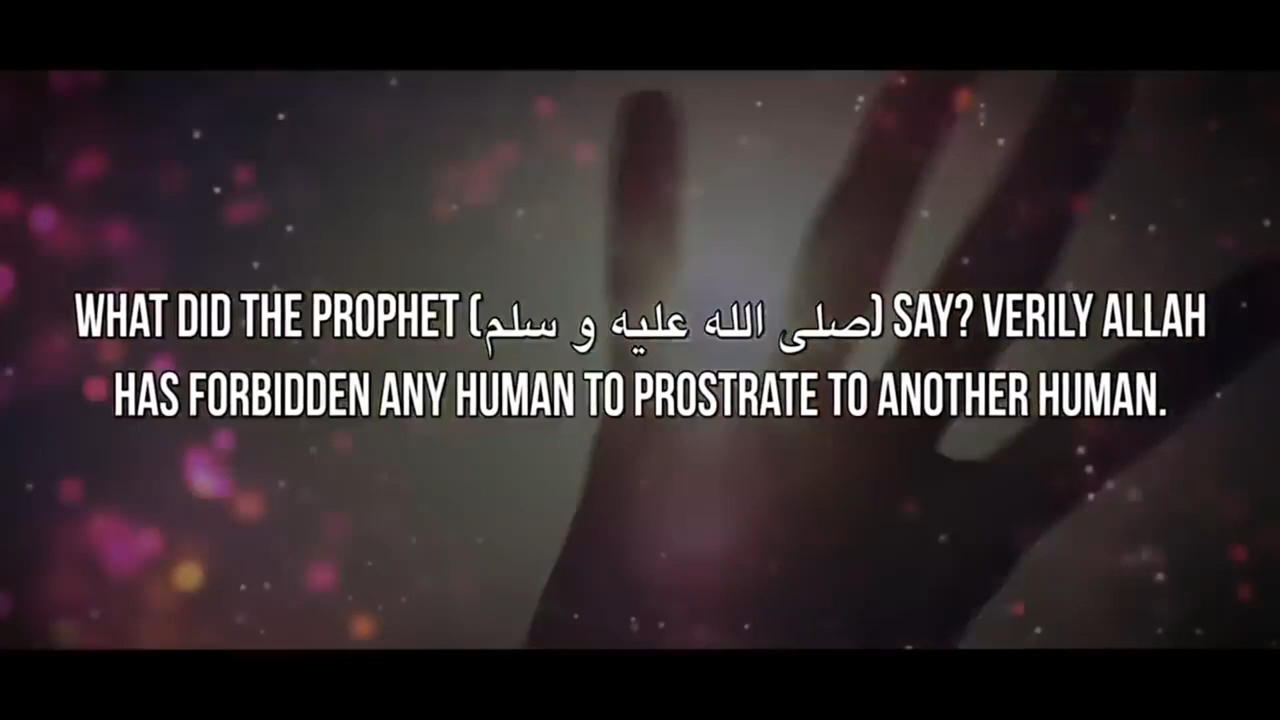 WHAT DID THE PROPHET (صلى الله عليه و سلم) SAY? VERILY ALLAH
HAS FORBIDDEN ANY HUMAN TO PROSTRATE TO ANOTHER HUMAN.